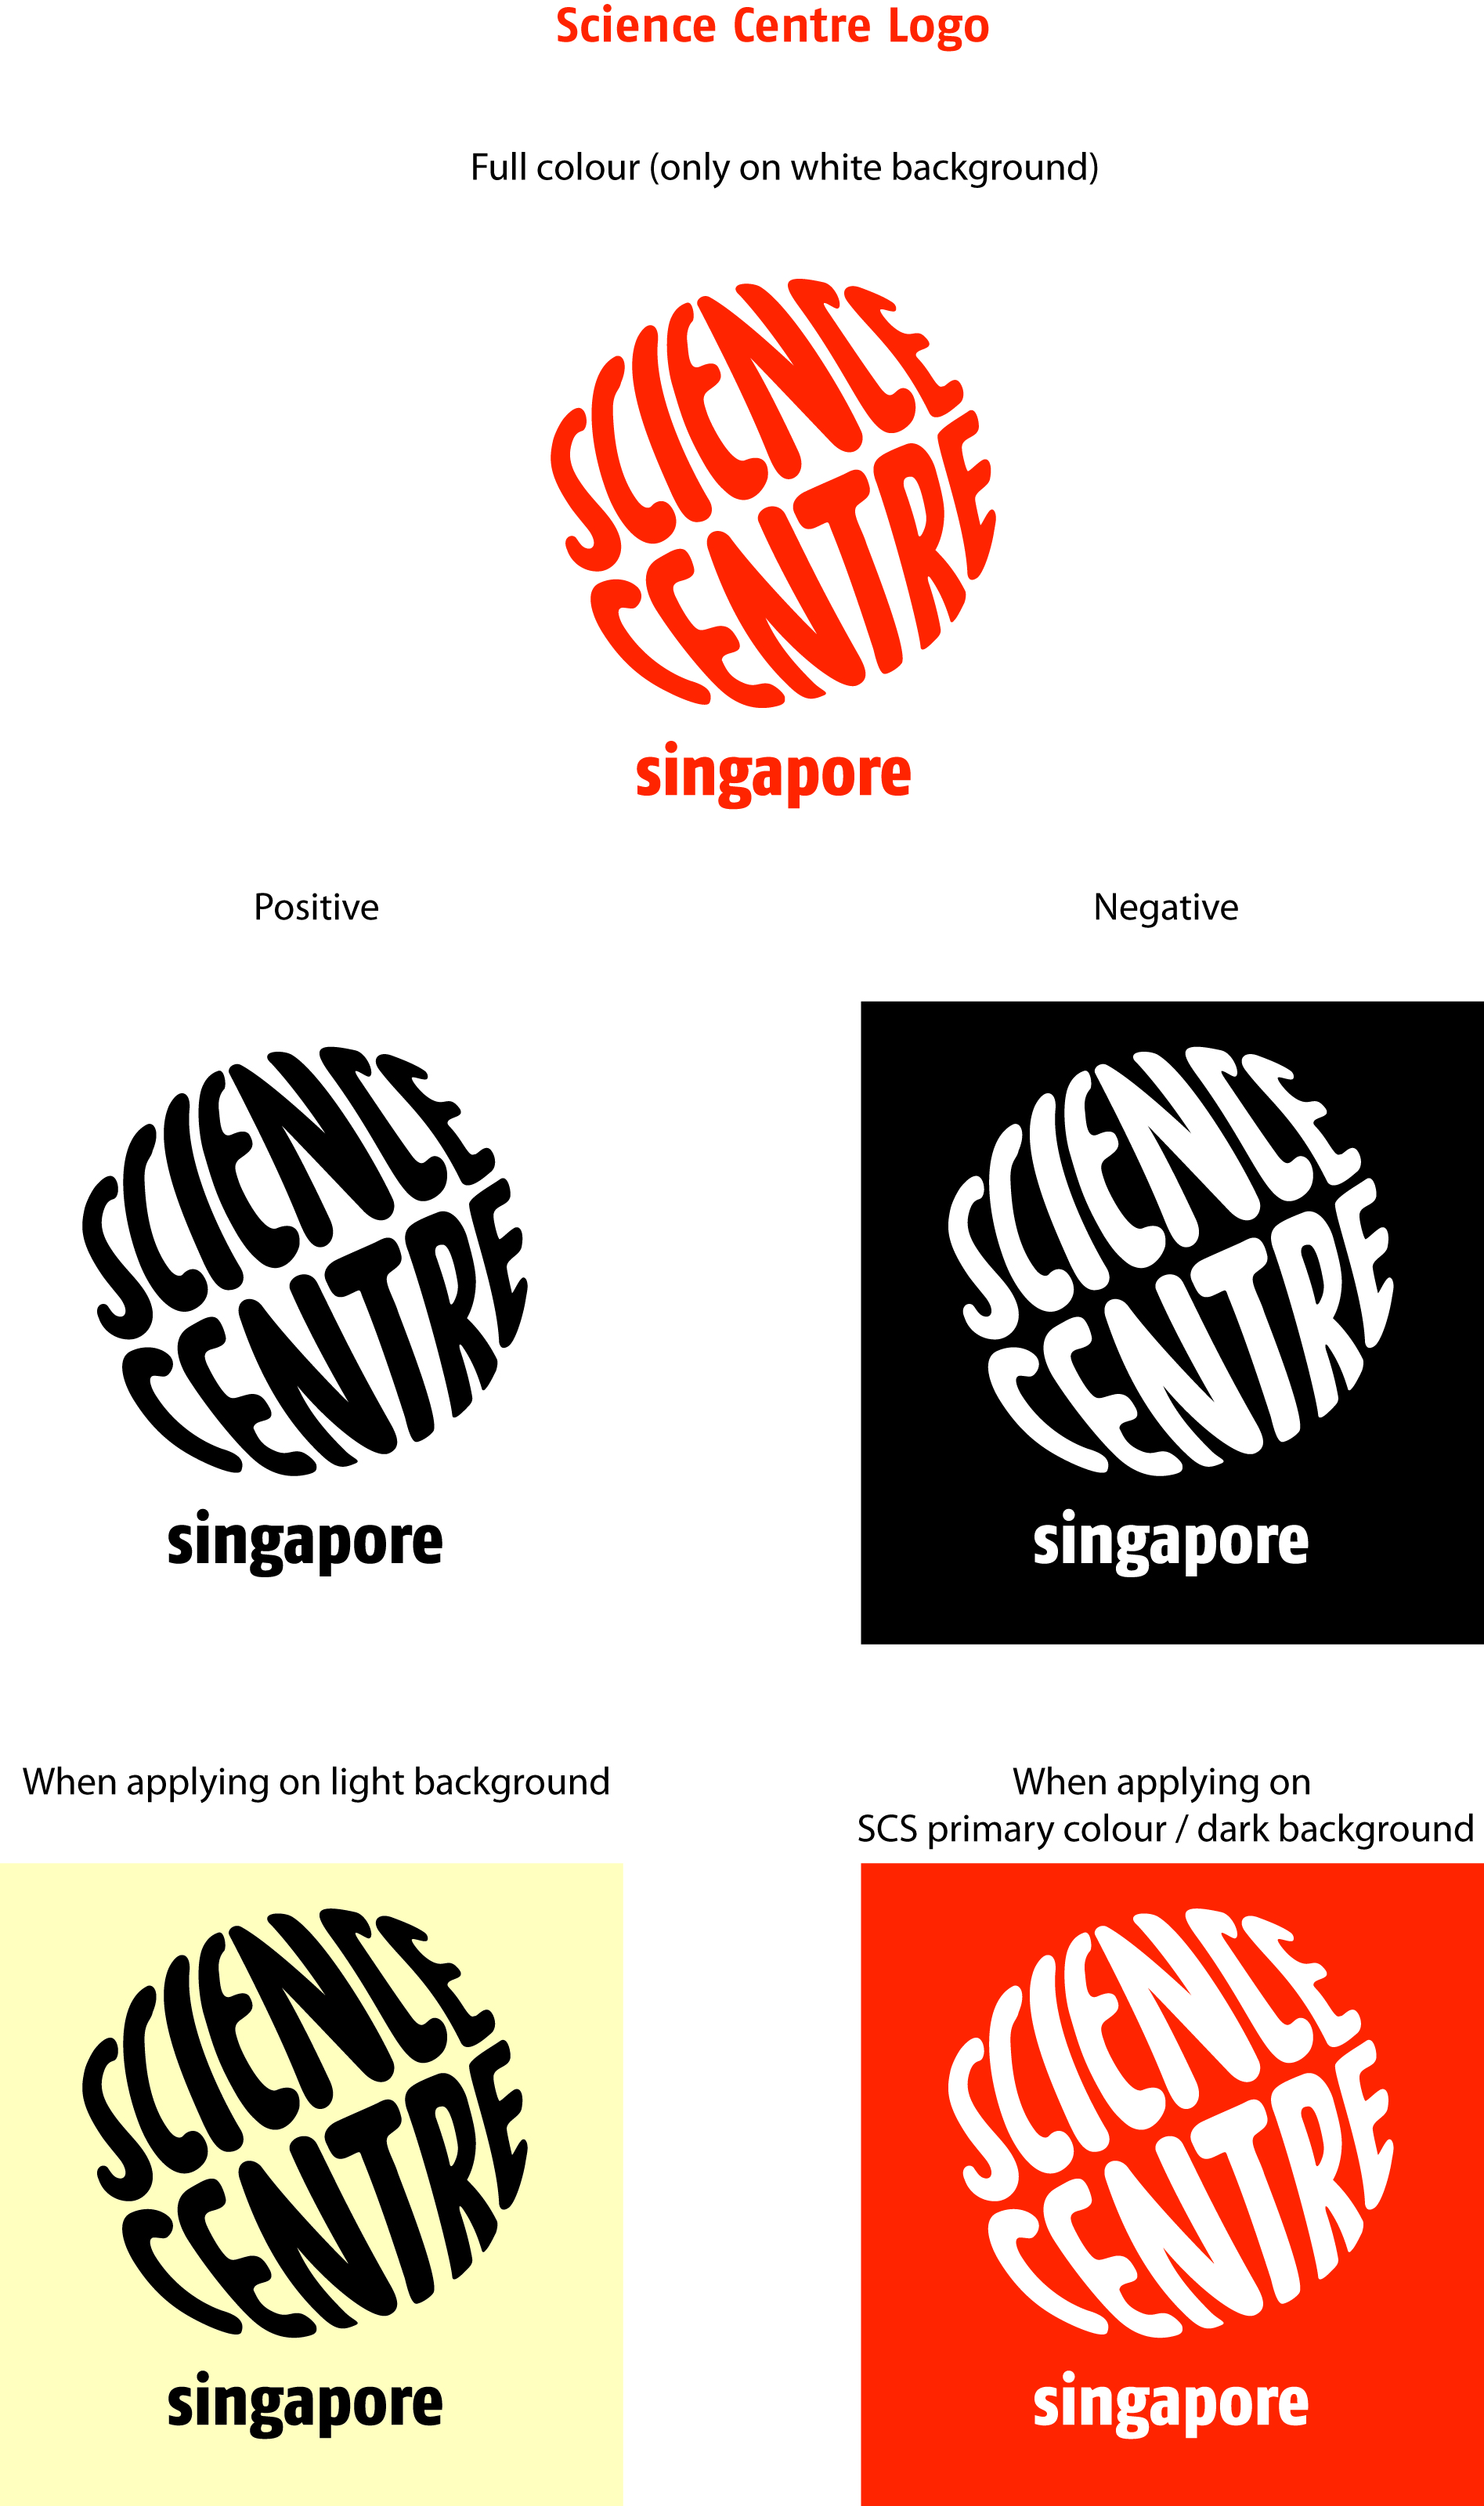 Science Centre Logo
Full colour (only on white background)
SCIENCE
CENTRE
singapore
Positive
Negative
SCIENCE
CENTRE
singapore
SCIENCE
CENTRE
singapore
When applying on light background
When applying on
SCS primary colour / dark background
SCIENCE
CENTRE
singapore
SCIENCE
CENTRE
singapore